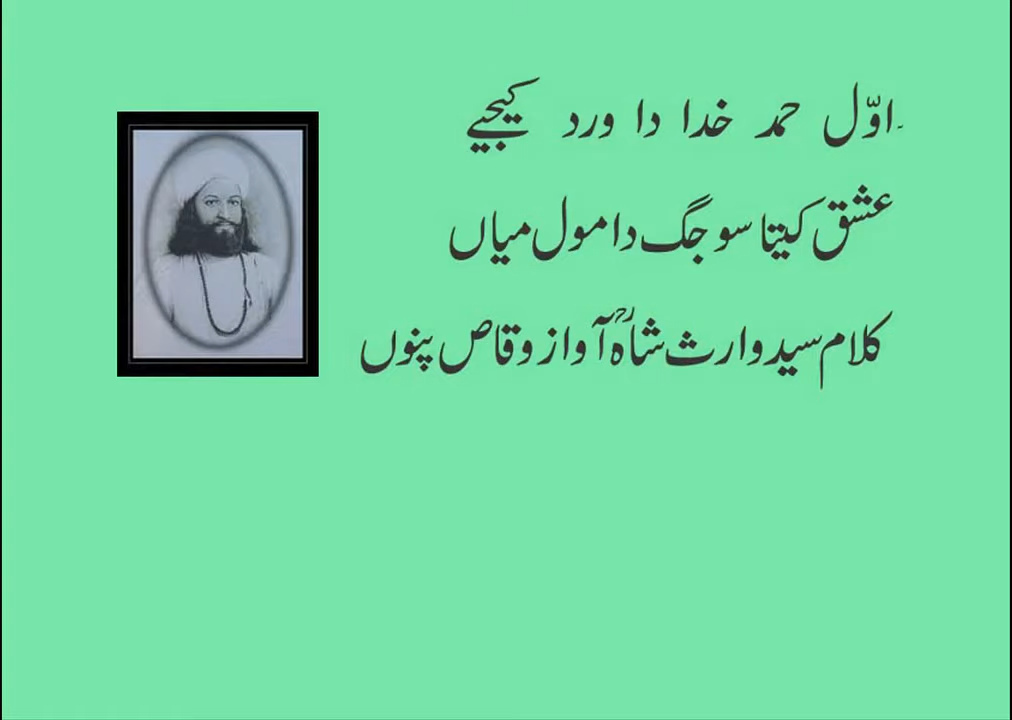 ۔اوّل حمد خدا دا ورد کیجیے
عشق کیتا سو جگ دا مول میاں
کلام سید وارث شاہؒ آواز وقاص پنوں